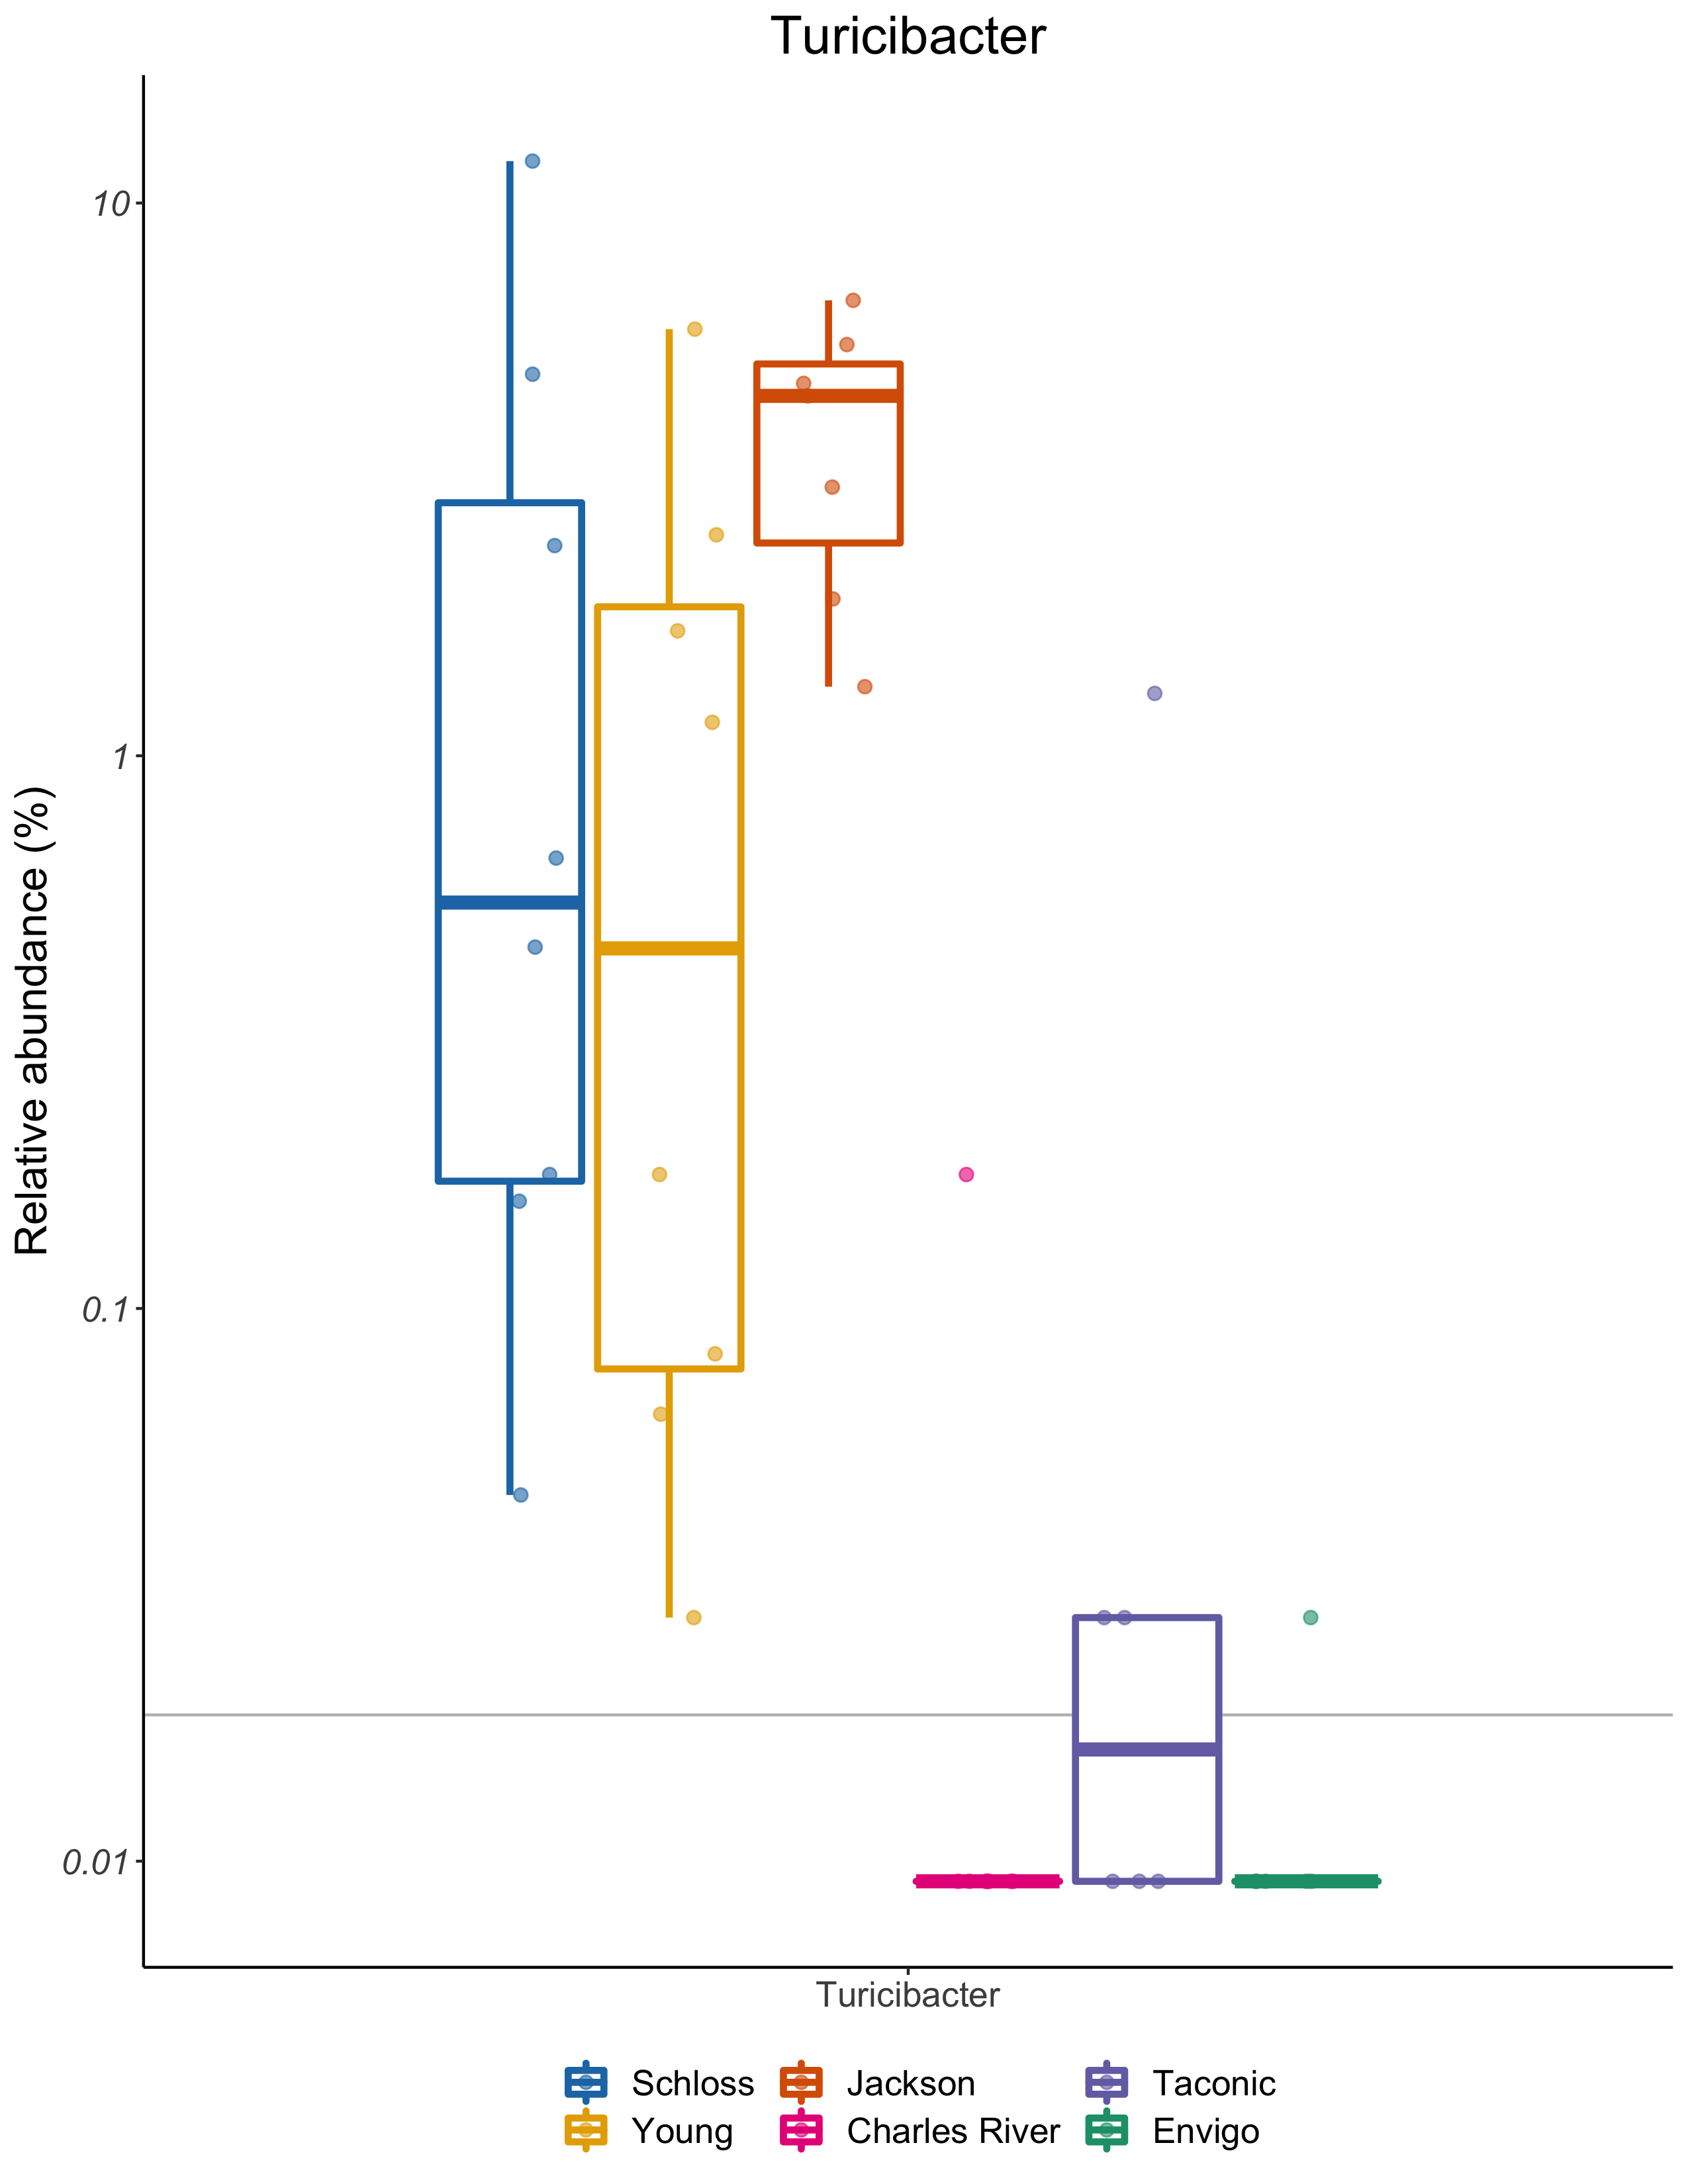 Turicibacter
Relative abundance (%)
10
1
0.1
0.01
Turicibacter
Schloss Jackson Taconic
Young Charles River Envigo